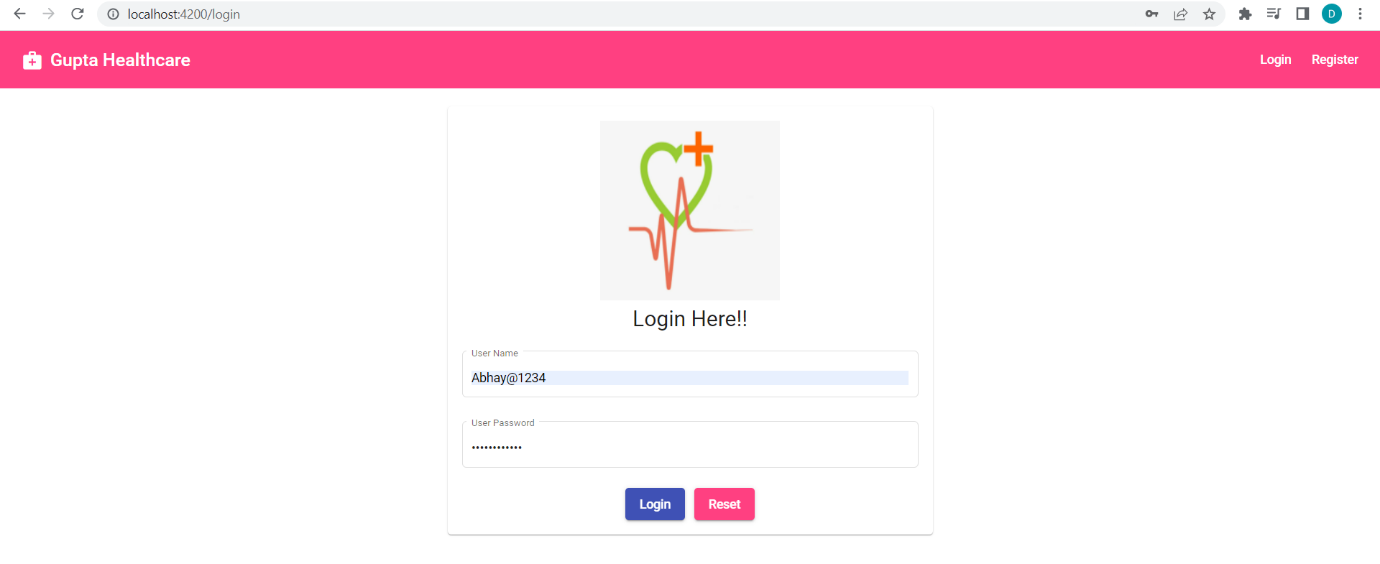 localhost:4200/login
D
Gupta Healthcare
Login
Register
Login Here!!
User Name
Abhay@1234
User Password
••••••••••••
Login
Reset